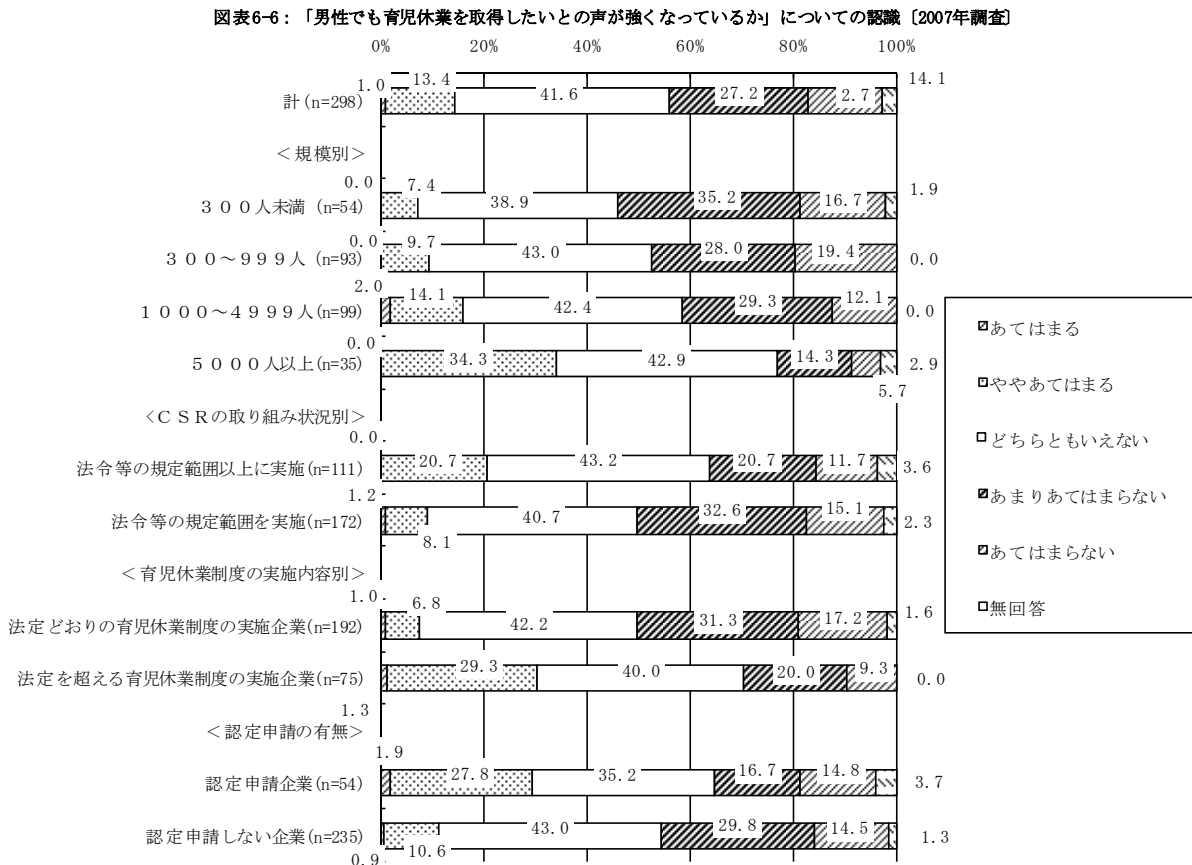 図表6-6：「男性でも育児休業を取得したいとの声が強くなっているか」についての認識〔2007年調査〕
0% 20% 40% 60% 80% 100%
計(n=298) 1.0 13.4 41.6 27.2 2.7 14.1
＜規模別＞
３００人未満 (n=54) 0.0 7.4 38.9 35.2 16.7 1.9
３００～９９９人 (n=93) 0.0 9.7 43.0 28.0 19.4 0.0
１０００～４９９９人(n=99) 2.0 14.1 42.4 29.3 12.1 0.0
５０００人以上(n=35) 0.0 34.3 42.9 14.3 5.7 2.9
＜ＣＳＲの取り組み状況別＞
法令等の規定範囲以上に実施(n=111) 0.0 20.7 43.2 20.7 11.7 3.6
法令等の規定範囲を実施(n=172) 1.2 8.1 40.7 32.6 15.1 2.3
＜育児休業制度の実施内容別＞
法定どおりの育児休業制度の実施企業(n=192) 1.0 6.8 42.2 31.3 17.2 1.6
法定を超える育児休業制度の実施企業(n=75) 1.3 29.3 40.0 20.0 9.3 0.0
＜認定申請の有無＞
認定申請企業(n=54) 1.9 27.8 35.2 16.7 14.8 3.7
認定申請しない企業(n=235) 0.9 10.6 43.0 29.8 14.5 1.3
あてはまる
ややあてはまる
どちらともいえない
あまりあてはまらない
あてはまらない
無回答